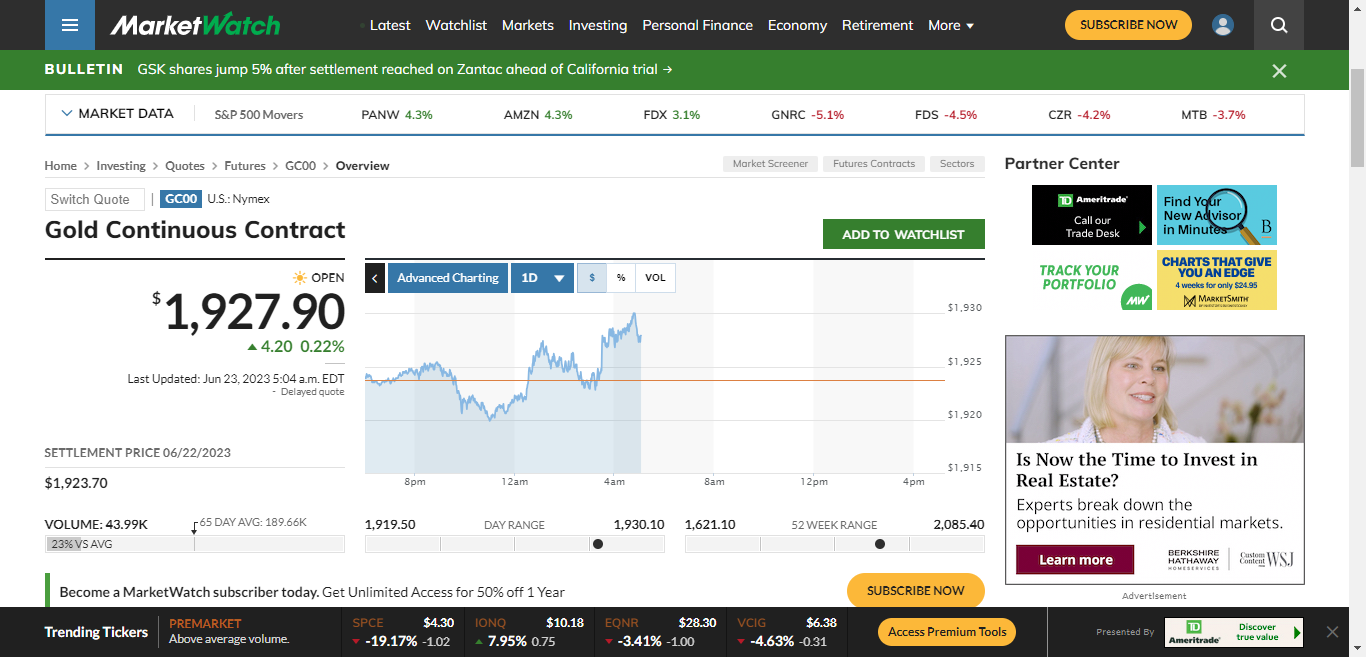 MarketWatch
Latest Watchlist Markets Investing Personal Finance Economy Retirement More
SUBSCRIBE NOW
BULLETIN GSK shares jump 5% after settlement reached on Zantac ahead of California trial →
MARKET DATA S&P 500 Movers PANW 4.3% AMZN 4.3% FDX 3.1% GNRC -5.1% FDS -4.5% CZR -4.2% MTB -3.7%
Home > Investing > Quotes > Futures > GC00 > Overview
Market Screener Futures Contracts Sectors
Switch Quote | GC00 U.S.: Nymex
Gold Continuous Contract
ADD TO WATCHLIST
OPEN
$1,927.90
4.20 0.22%
Last Updated: Jun 23, 2023 5:04 a.m. EDT
- Delayed quote
SETTLEMENT PRICE 06/22/2023
$1,923.70
VOLUME: 43.99K 65 DAY AVG: 189.66K
23% VS AVG
Advanced Charting 1D $ % VOL
$1,930
$1,925
$1,920
$1,915
8pm 12am 4am 8am 12pm 4pm
1,919.50 DAY RANGE 1,930.10
1,621.10 52 WEEK RANGE 2,085.40
Become a MarketWatch subscriber today. Get Unlimited Access for 50% off 1 Year
SUBSCRIBE NOW
Partner Center
TD Ameritrade
Call our
Trade Desk
Find Your
New Advisor
in Minutes
B
TRACK YOUR
PORTFOLIO
MW
CHARTS THAT GIVE
YOU AN EDGE
4 weeks for only $24.95
MARKETSMITH
Is Now the Time to Invest in
Real Estate?
Experts break down the
opportunities in residential markets.
Learn more
BERKSHIRE
HATHAWAY
HOMESERVICES
Custom
Content
WSJ
Advertisement
Trending Tickers
PREMARKET
Above average volume.
SPCE $4.30
-19.17% -1.02
IONQ $10.18
7.95% 0.75
EQNR $28.30
-3.41% -1.00
VCIG $6.38
-4.63% -0.31
Access Premium Tools
Presented By
TD
Ameritrade
Discover
true value